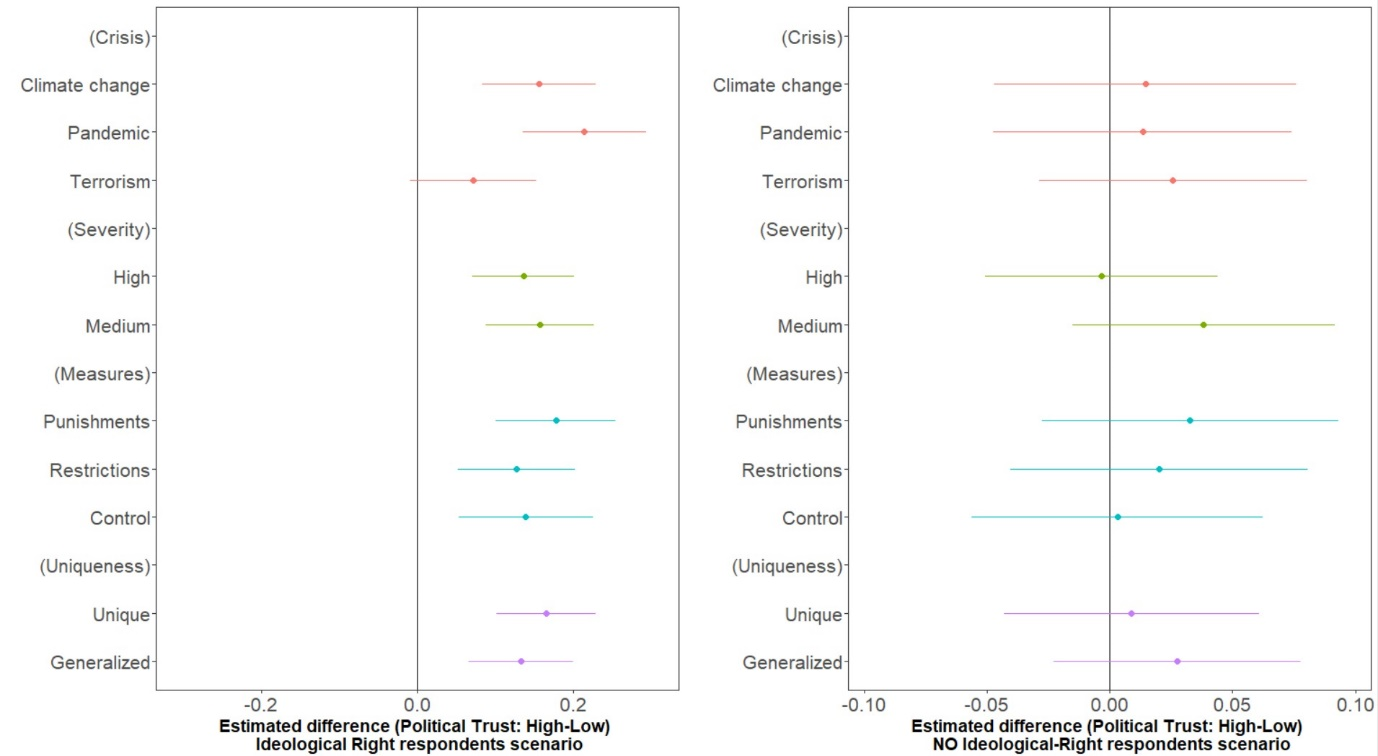 (Crisis)
Climate change
Pandemic
Terrorism
(Severity)
High
Medium
(Measures)
Punishments
Restrictions
Control
(Uniqueness)
Unique
Generalized
-0.2 0.0 0.2
Estimated difference (Political Trust: High-Low)
Ideological Right respondents scenario
(Crisis)
Climate change
Pandemic
Terrorism
(Severity)
High
Medium
(Measures)
Punishments
Restrictions
Control
(Uniqueness)
Unique
Generalized
-0.10 -0.05 0.00 0.05 0.10
Estimated difference (Political Trust: High-Low)
NO Ideological-Right respondents scenario